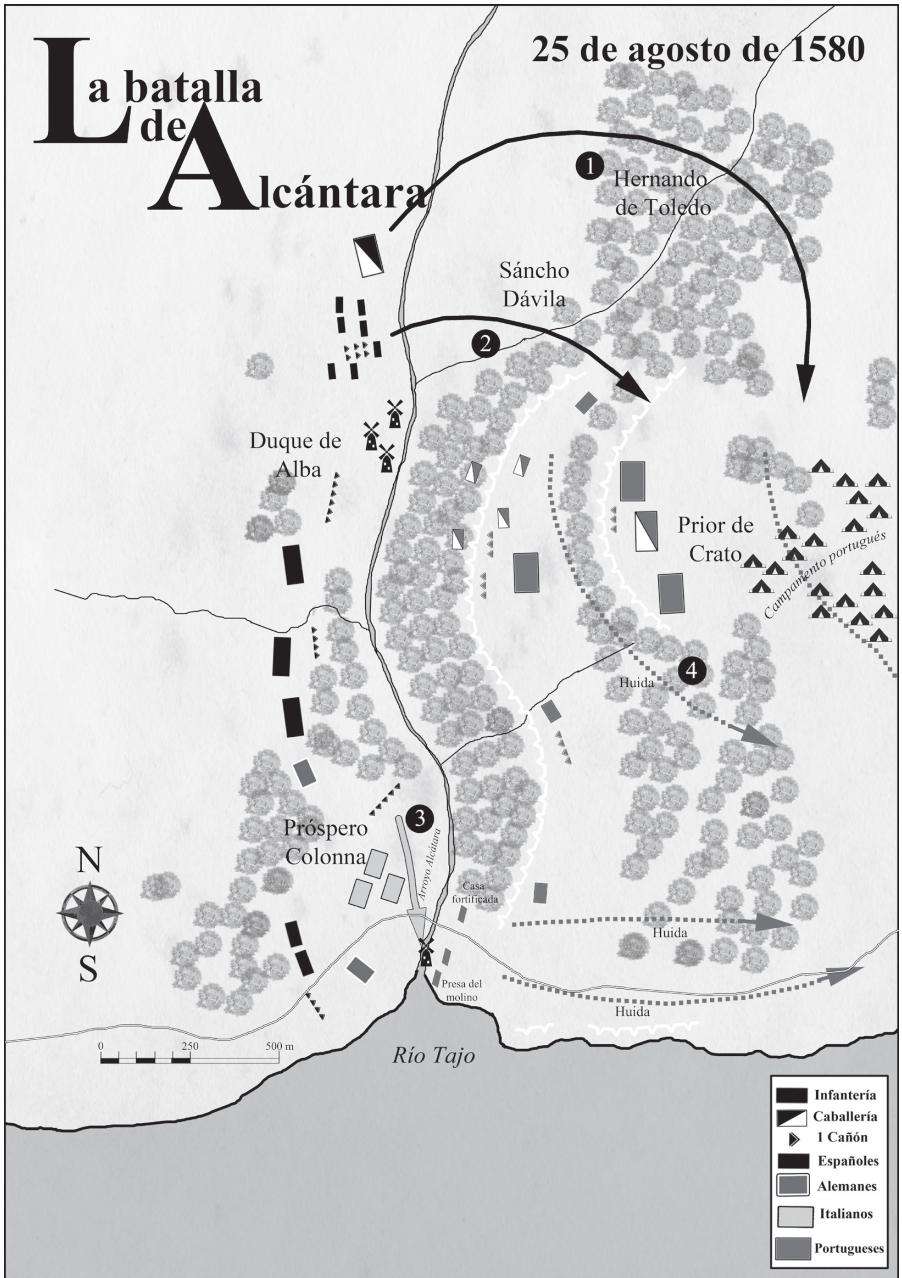 La batalla
de
Alcántara
25 de agosto de 1580
1
Hernando
de Toledo
Sáncho
Dávila
2
Duque de
Alba
Prior de
Crato
Campamento portugués
Huida
4
3
Próspero
Colonna
Arroyo Alcátara
Casa
fortificada
N
S
Huida
Presa del
molino
Huida
0 250 500 m
Río Tajo
Infantería
Caballería
1 Cañón
Españoles
Alemanes
Italianos
Portugueses